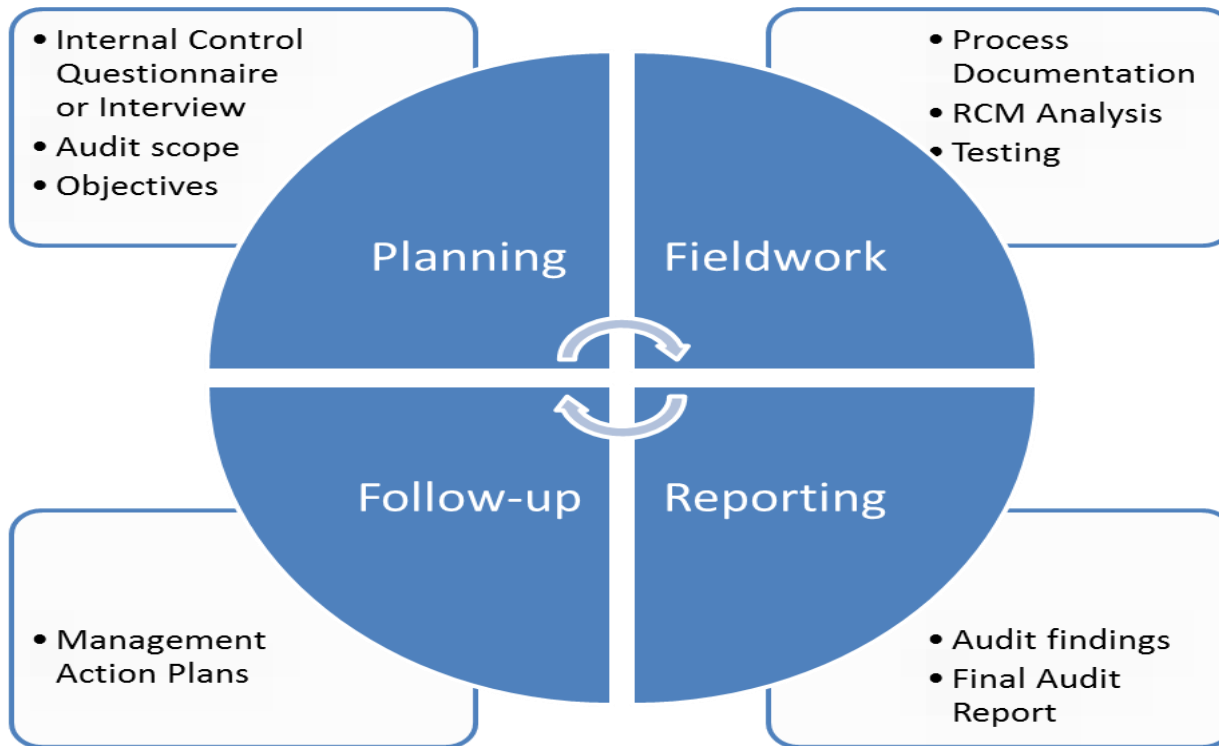 • Internal Control
Questionnaire
or Interview
• Audit scope
• Objectives
• Process
Documentation
• RCM Analysis
• Testing
Planning
Fieldwork
Follow-up
Reporting
• Management
Action Plans
• Audit findings
• Final Audit
Report